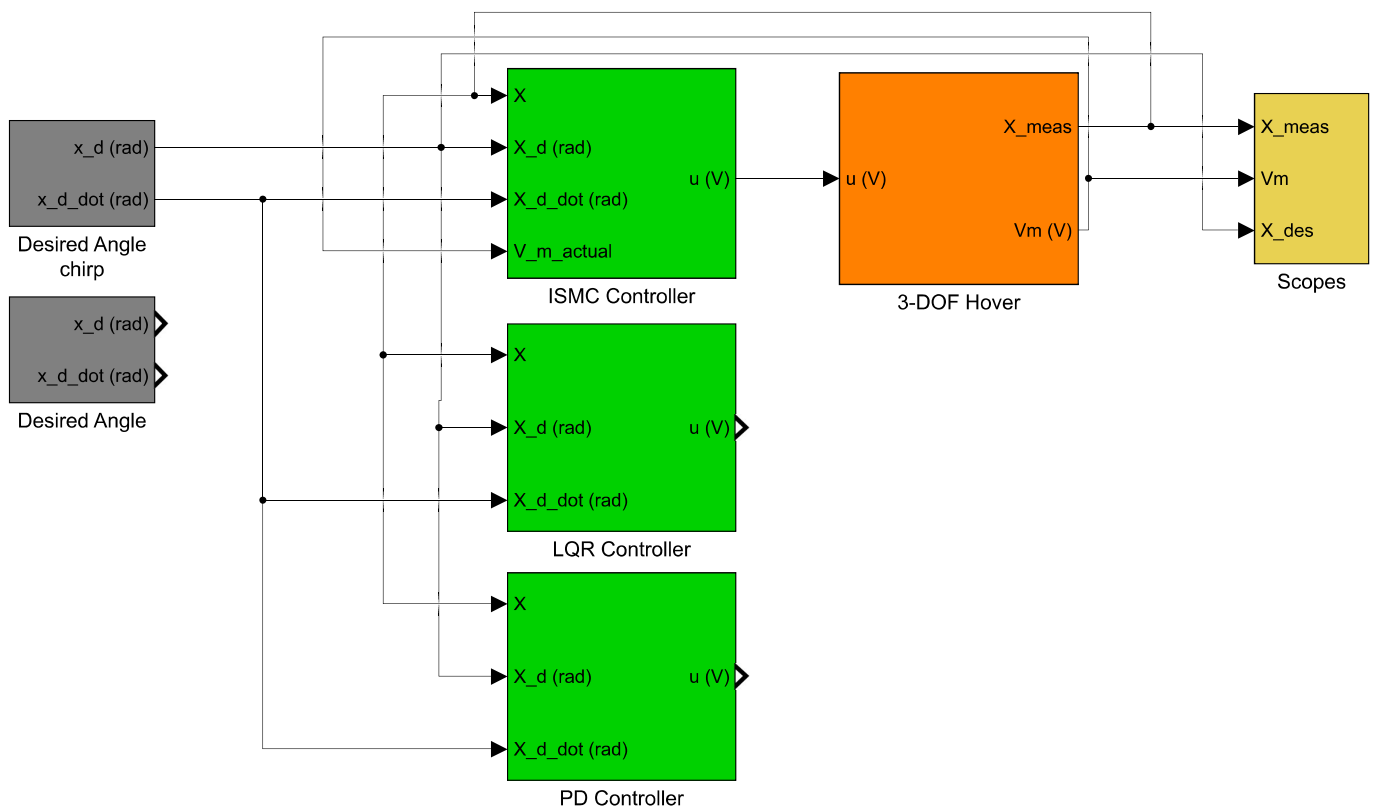 x_d (rad)
x_d_dot (rad)
Desired Angle
chirp
x_d (rad)
x_d_dot (rad)
Desired Angle
X
X_d (rad)
X_d_dot (rad)
V_m_actual
u (V)
ISMC Controller
X
X_d (rad)
X_d_dot (rad)
u (V)
LQR Controller
X
X_d (rad)
X_d_dot (rad)
u (V)
PD Controller
u (V)
X_meas
Vm (V)
3-DOF Hover
X_meas
Vm
X_des
Scopes